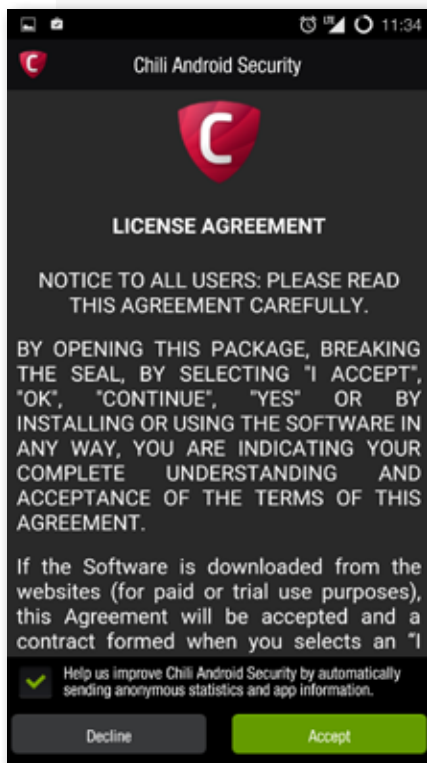 LTE 11:34
Chili Android Security
C
LICENSE AGREEMENT
NOTICE TO ALL USERS: PLEASE READ
THIS AGREEMENT CAREFULLY.
BY OPENING THIS PACKAGE, BREAKING
THE SEAL, BY SELECTING "I ACCEPT",
"OK", "CONTINUE", "YES" OR BY
INSTALLING OR USING THE SOFTWARE IN
ANY WAY, YOU ARE INDICATING YOUR
COMPLETE UNDERSTANDING AND
ACCEPTANCE OF THE TERMS OF THIS
AGREEMENT.
If the Software is downloaded from the
websites (for paid or trial use purposes),
this Agreement will be accepted and a
contract formed when you selects an “I
Help us improve Chili Android Security by automatically
sending anonymous statistics and app information.
Decline Accept